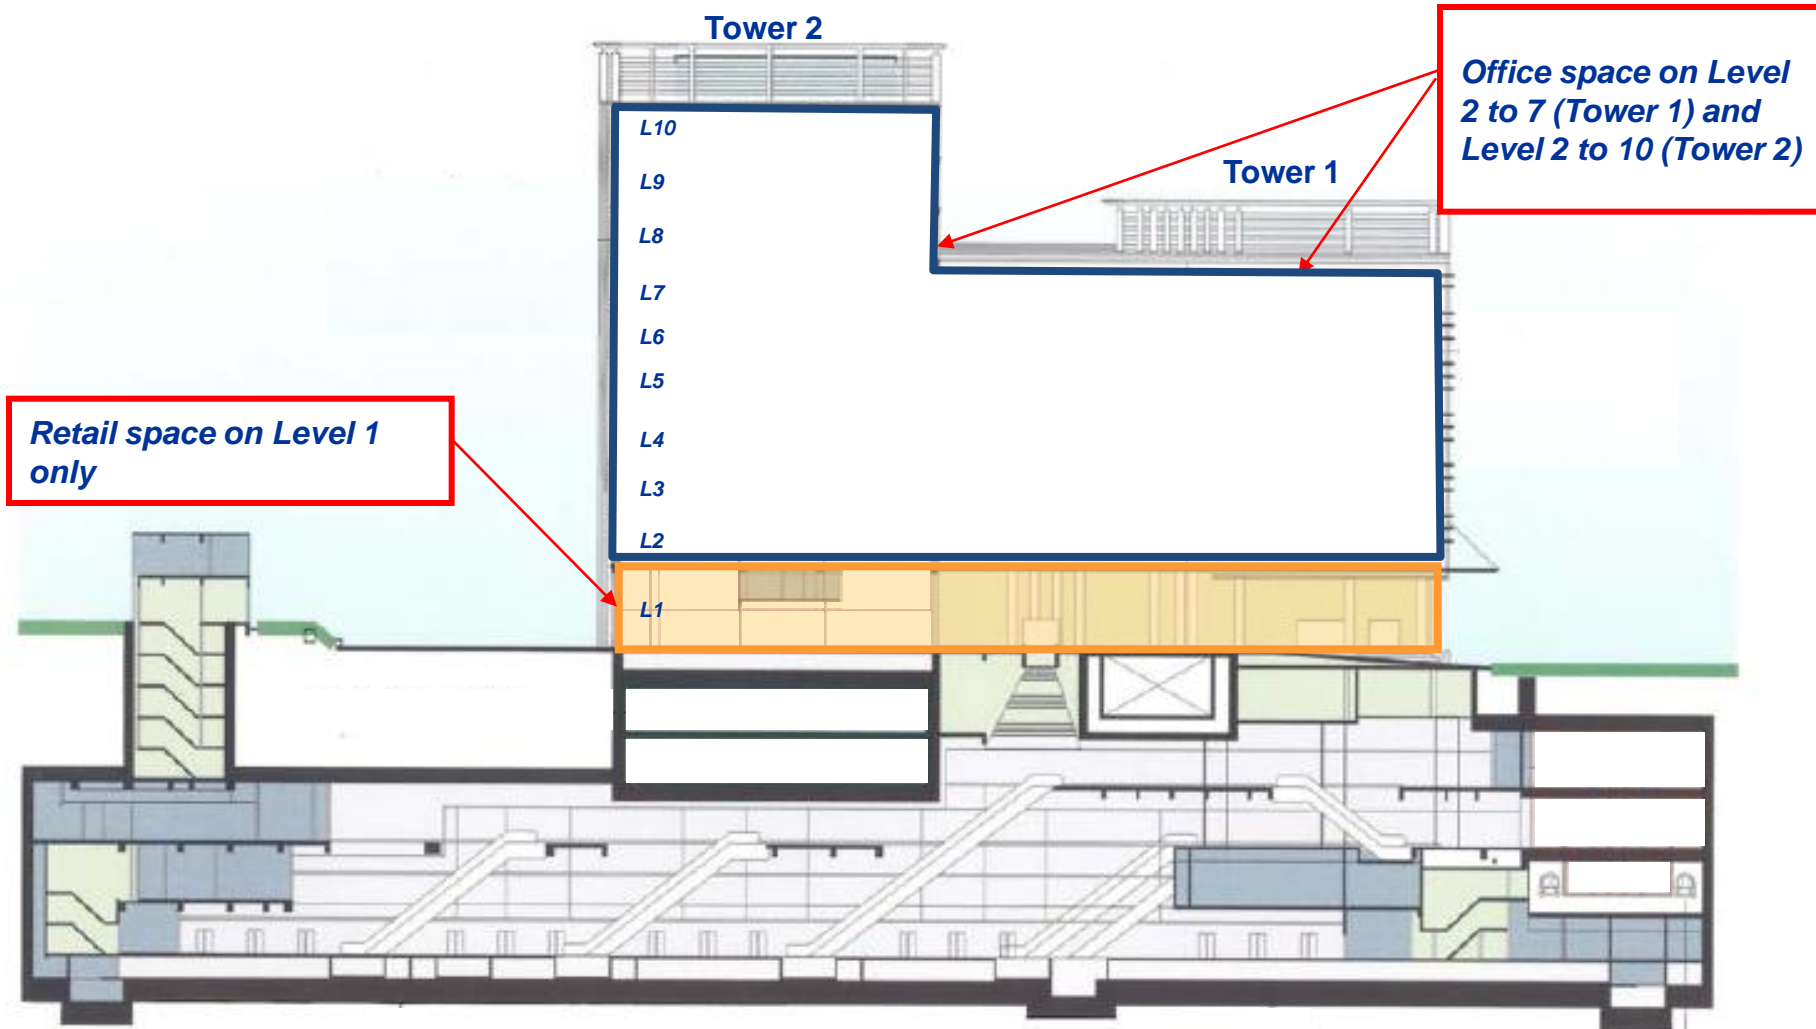 Tower 2
Office space on Level
2 to 7 (Tower 1) and
Level 2 to 10 (Tower 2)
L10
Tower 1
L9
L8
L7
L6
L5
Retail space on Level 1
only
L4
L3
L2
L1